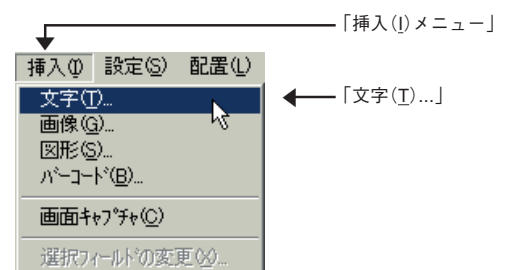 「挿入(I)メニュー」
挿入(I) 設定(S) 配置(L)
文字(T)... 「文字(T)...」
画像(G)...
図形(S)...
ﾊﾞｰｺｰﾄﾞ(B)...
画面ｷｬﾌﾟﾁｬ(C)
選択ﾌｨｰﾙﾄﾞの変更(X)...